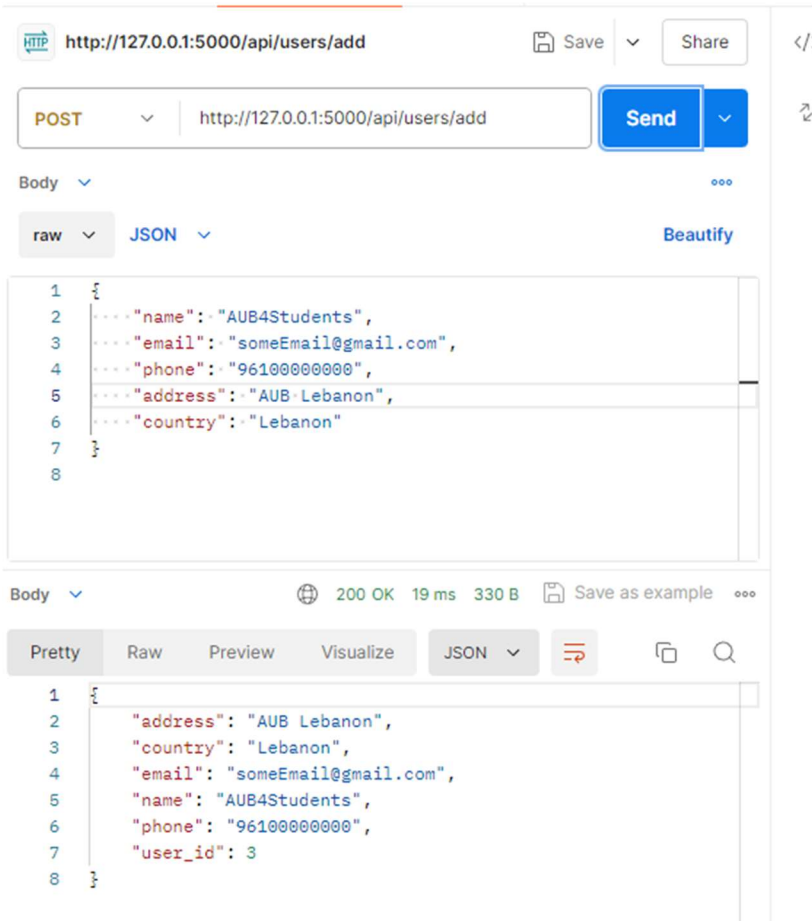 HTTP http://127.0.0.1:5000/api/users/add Save Share </
POST http://127.0.0.1:5000/api/users/add Send
Body
raw JSON Beautify
1 {
2 "name": "AUB4Students",
3 "email": "someEmail@gmail.com",
4 "phone": "96100000000",
5 "address": "AUB Lebanon",
6 "country": "Lebanon"
7 }
8
Body 200 OK 19 ms 330 B Save as example
Pretty Raw Preview Visualize JSON
1 {
2 "address": "AUB Lebanon",
3 "country": "Lebanon",
4 "email": "someEmail@gmail.com",
5 "name": "AUB4Students",
6 "phone": "96100000000",
7 "user_id": 3
8 }